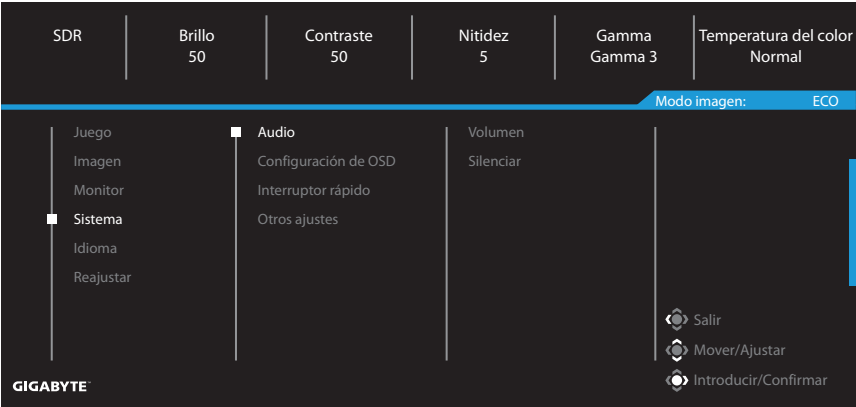 SDR
Brillo
50
Contraste
50
Nitidez
5
Gamma
Gamma 3
Temperatura del color
Normal
Modo imagen: ECO
Juego
Imagen
Monitor
Sistema
Idioma
Reajustar
Audio
Configuración de OSD
Interruptor rápido
Otros ajustes
Volumen
Silenciar
Salir
Mover/Ajustar
Introducir/Confirmar
GIGABYTE™